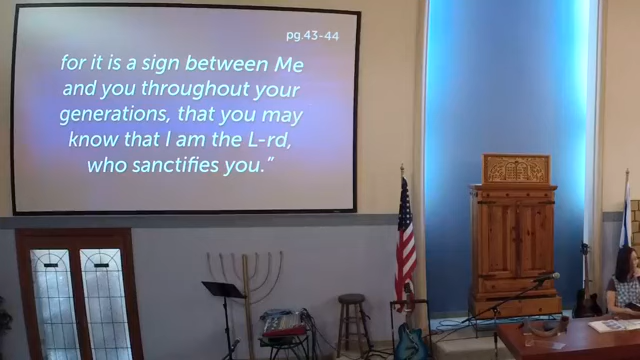 pg.43-44
for it is a sign between Me
and you throughout your
generations, that you may
know that I am the L-rd,
who sanctifies you."